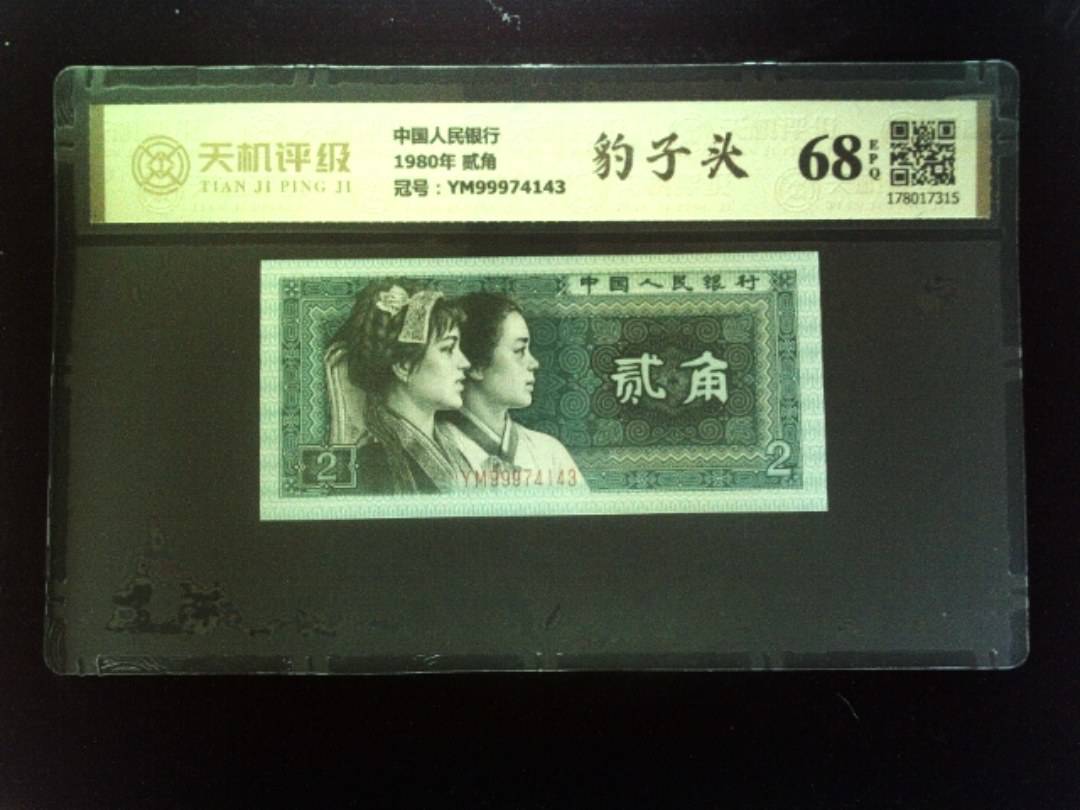 天机评级
TIAN JI PING JI
中国人民银行
1980年 贰角
冠号：YM99974143
豹子头
68
EPQ
178017315
中国人民银行
贰角
2
2
YM99974143